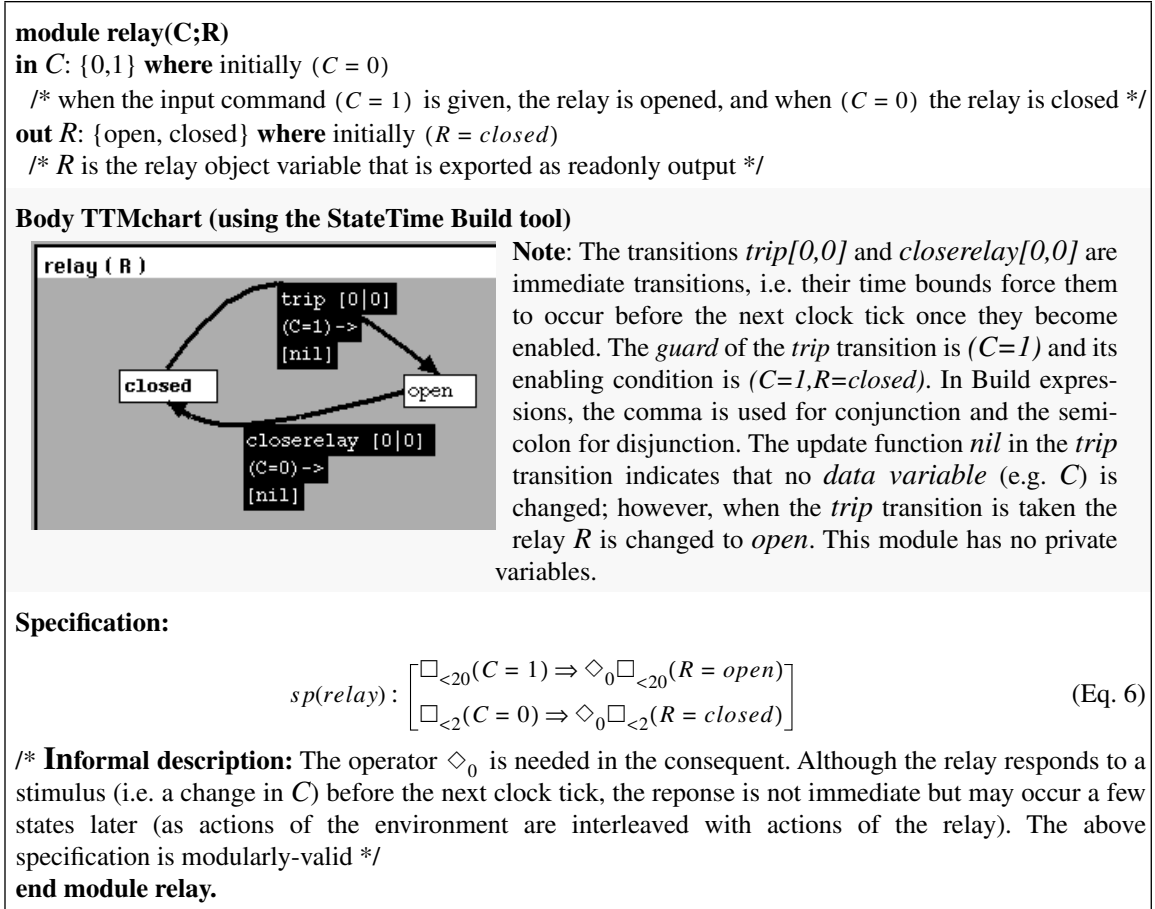 module relay(C;R)
in C: {0,1} where initially (C = 0)
/* when the input command (C = 1) is given, the relay is opened, and when (C = 0) the relay is closed */
out R: {open, closed} where initially (R = closed)
/* R is the relay object variable that is exported as readonly output */
Body TTMchart (using the StateTime Build tool)
relay ( R )
trip [0|0]
(C=1)->
[nil]
closed
open
closerelay [0|0]
(C=0)->
[nil]
Note: The transitions trip[0,0] and closerelay[0,0] are
immediate transitions, i.e. their time bounds force them
to occur before the next clock tick once they become
enabled. The guard of the trip transition is (C=1) and its
enabling condition is (C=1,R=closed). In Build expres-
sions, the comma is used for conjunction and the semi-
colon for disjunction. The update function nil in the trip
transition indicates that no data variable (e.g. C) is
changed; however, when the trip transition is taken the
relay R is changed to open. This module has no private
variables.
Specification:
sp(relay): [ □<20(C = 1) ⇒ ◇0□<20(R = open)
□<2(C = 0) ⇒ ◇0□<2(R = closed) ] (Eq. 6)
/* Informal description: The operator ◇0 is needed in the consequent. Although the relay responds to a
stimulus (i.e. a change in C) before the next clock tick, the reponse is not immediate but may occur a few
states later (as actions of the environment are interleaved with actions of the relay). The above
specification is modularly-valid */
end module relay.